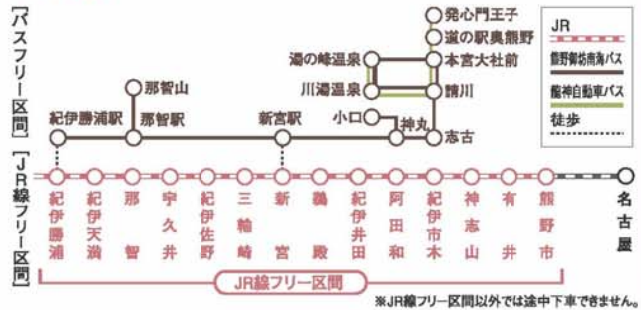 [バスフリー区間]
発心門王子
道の駅奥熊野
湯の峰温泉
本宮大社前
川湯温泉
請川
那智山
紀伊勝浦駅
那智駅
新宮駅
小口
神丸
志古
JR
熊野御坊南海バス
龍神自動車バス
徒歩
[JR線フリー区間]
紀伊勝浦
紀伊天満
那智
宇久井
紀伊佐野
三輪崎
新宮
鵜殿
紀伊井田
阿田和
紀伊市木
神志山
有井
熊野市
名古屋
JR線フリー区間
※JR線フリー区間以外では途中下車できません。